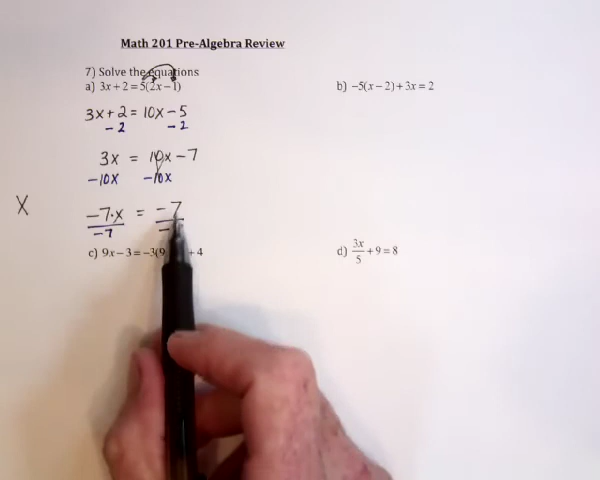 Math 201 Pre-Algebra Review
7) Solve the equations
a) 3x + 2 = 5(2x − 1)
b) −5(x − 2) + 3x = 2
3x + 2 = 10x − 5
−2 −2
3x = 10x − 7
−10x −10x
X
−7·x = −7
−7 −
c) 9x − 3 = −3(9 + 4
d) 3x/5 + 9 = 8